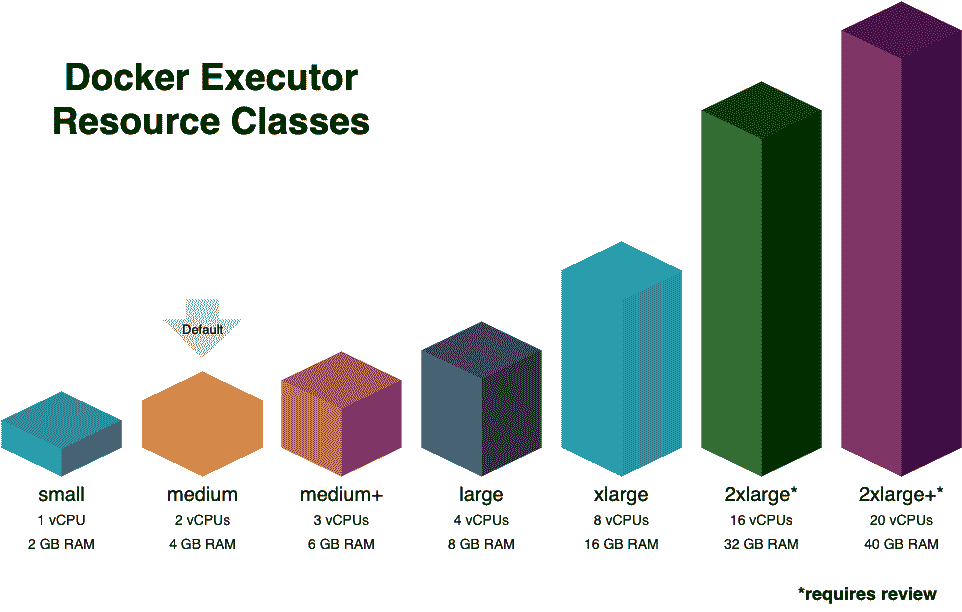 Docker Executor
Resource Classes
Default
small
1 vCPU
2 GB RAM
medium
2 vCPUs
4 GB RAM
medium+
3 vCPUs
6 GB RAM
large
4 vCPUs
8 GB RAM
xlarge
8 vCPUs
16 GB RAM
2xlarge*
16 vCPUs
32 GB RAM
2xlarge+*
20 vCPUs
40 GB RAM
*requires review